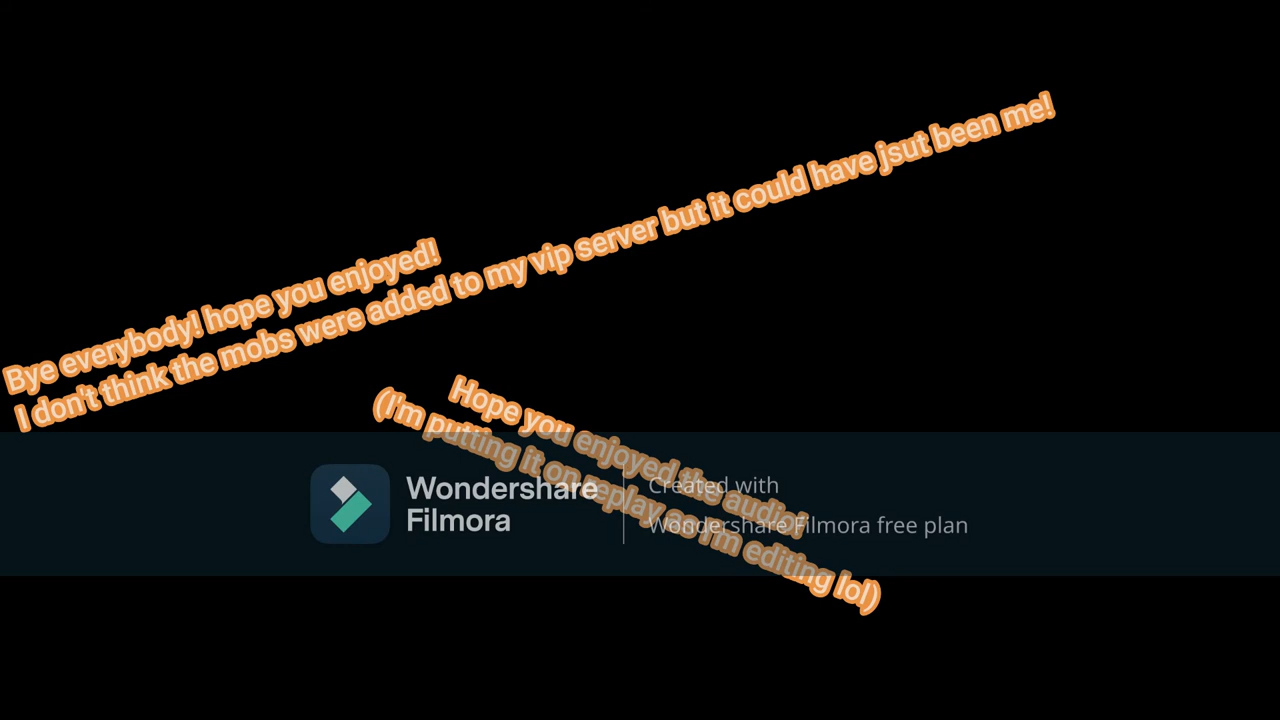 Bye everybody! hope you enjoyed!
I don't think the mobs were added to my vip server but it could have jsut been me!
Hope you enjoyed the audio!
(I'm putting it on replay as I'm editing lol)
Wondershare
Filmora
Created with
Wondershare Filmora free plan